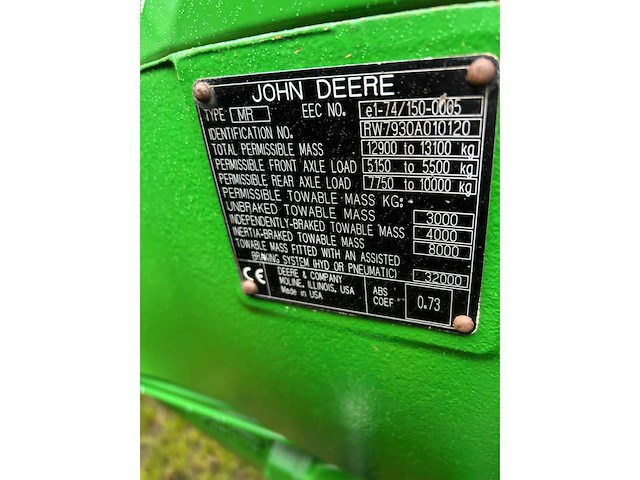 JOHN DEERE
TYPE MR EEC NO. e1-74/150-0005
IDENTIFICATION NO. RW7930A010120
TOTAL PERMISSIBLE MASS 12900 to 13100 kg
PERMISSIBLE FRONT AXLE LOAD 5150 to 5500 kg
PERMISSIBLE REAR AXLE LOAD 7750 to 10000 kg
PERMISSIBLE TOWABLE MASS KG:
UNBRAKED TOWABLE MASS 3000
INDEPENDENTLY-BRAKED TOWABLE MASS 4000
INERTIA-BRAKED TOWABLE MASS 8000
TOWABLE MASS FITTED WITH AN ASSISTED
BRAKING SYSTEM (HYD OR PNEUMATIC) 32000
CE
DEERE & COMPANY
MOLINE, ILLINOIS, USA
Made in USA
ABS
COEF 0.73